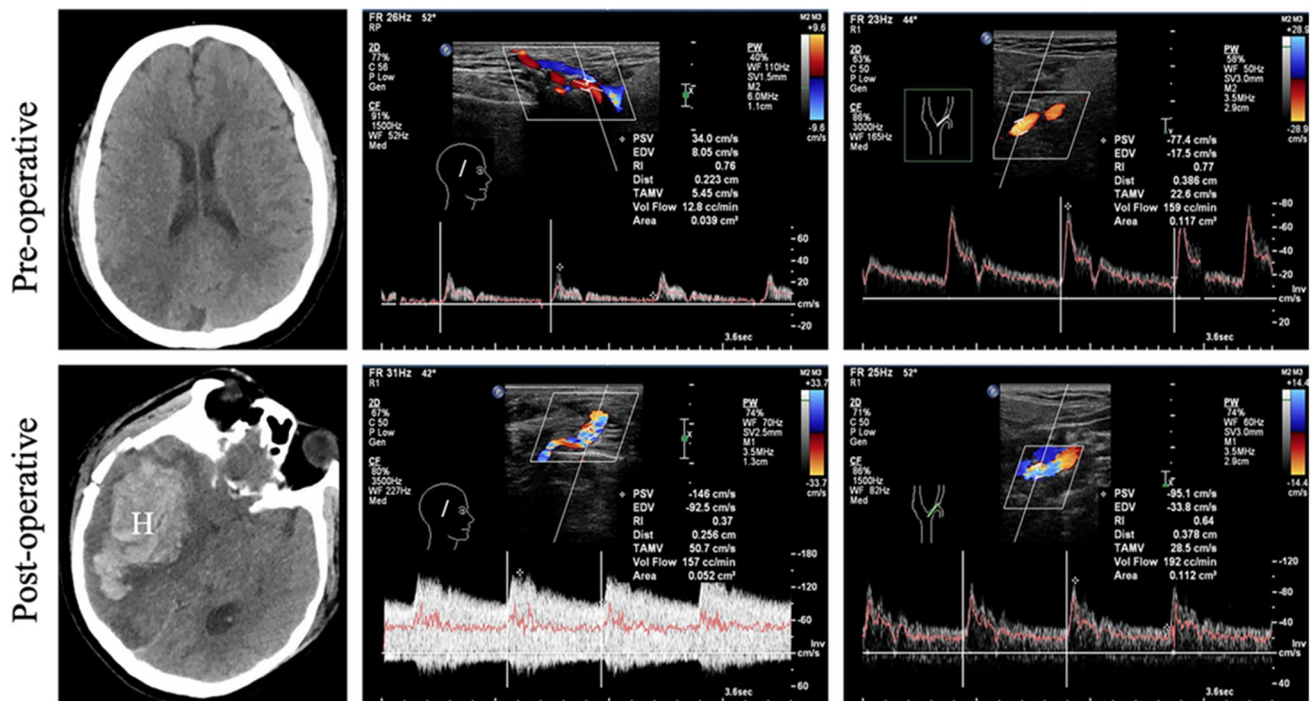 Pre-operative
FR 26Hz 52°
RP
2D
77%
C 56
P Low
Gen
CF
91%
1500Hz
WF 52Hz
Med
M2 M3
+9.6
-9.6
cm/s
PW
40%
WF 110Hz
SV1.5mm
M2
6.0MHz
1.1cm
PSV 34.0 cm/s
EDV 8.05 cm/s
RI 0.76
Dist 0.223 cm
TAMV 5.45 cm/s
Vol Flow 12.8 cc/min
Area 0.039 cm²
-60
-40
-20
cm/s
-20
3.6sec
FR 23Hz 44°
R1
2D
63%
C 50
P Low
Gen
CF
86%
3000Hz
WF 165Hz
Med
M2 M3
+28.9
-28.9
cm/s
PW
58%
WF 50Hz
SV3.0mm
M2
3.5MHz
2.9cm
PSV -77.4 cm/s
EDV -17.5 cm/s
RI 0.77
Dist 0.386 cm
TAMV 22.6 cm/s
Vol Flow 159 cc/min
Area 0.117 cm²
-80
-60
-40
-20
Inv
cm/s
20
3.6sec
Post-operative
H
FR 31Hz 42°
R1
2D
67%
C 50
P Low
Gen
CF
80%
3500Hz
WF 227Hz
Med
M2 M3
+33.7
-33.7
cm/s
PW
74%
WF 70Hz
SV2.5mm
M1
3.5MHz
1.3cm
PSV -146 cm/s
EDV -92.5 cm/s
RI 0.37
Dist 0.256 cm
TAMV 50.7 cm/s
Vol Flow 157 cc/min
Area 0.052 cm²
-180
-120
-60
Inv
cm/s
60
3.6sec
FR 25Hz 52°
R1
2D
71%
C 50
P Low
Gen
CF
86%
1500Hz
WF 82Hz
Med
M2 M3
+14.4
-14.4
cm/s
PW
74%
WF 60Hz
SV3.0mm
M1
3.5MHz
2.9cm
PSV -95.1 cm/s
EDV -33.8 cm/s
RI 0.64
Dist 0.378 cm
TAMV 28.5 cm/s
Vol Flow 192 cc/min
Area 0.112 cm²
-120
-80
-40
Inv
cm/s
40
3.6sec